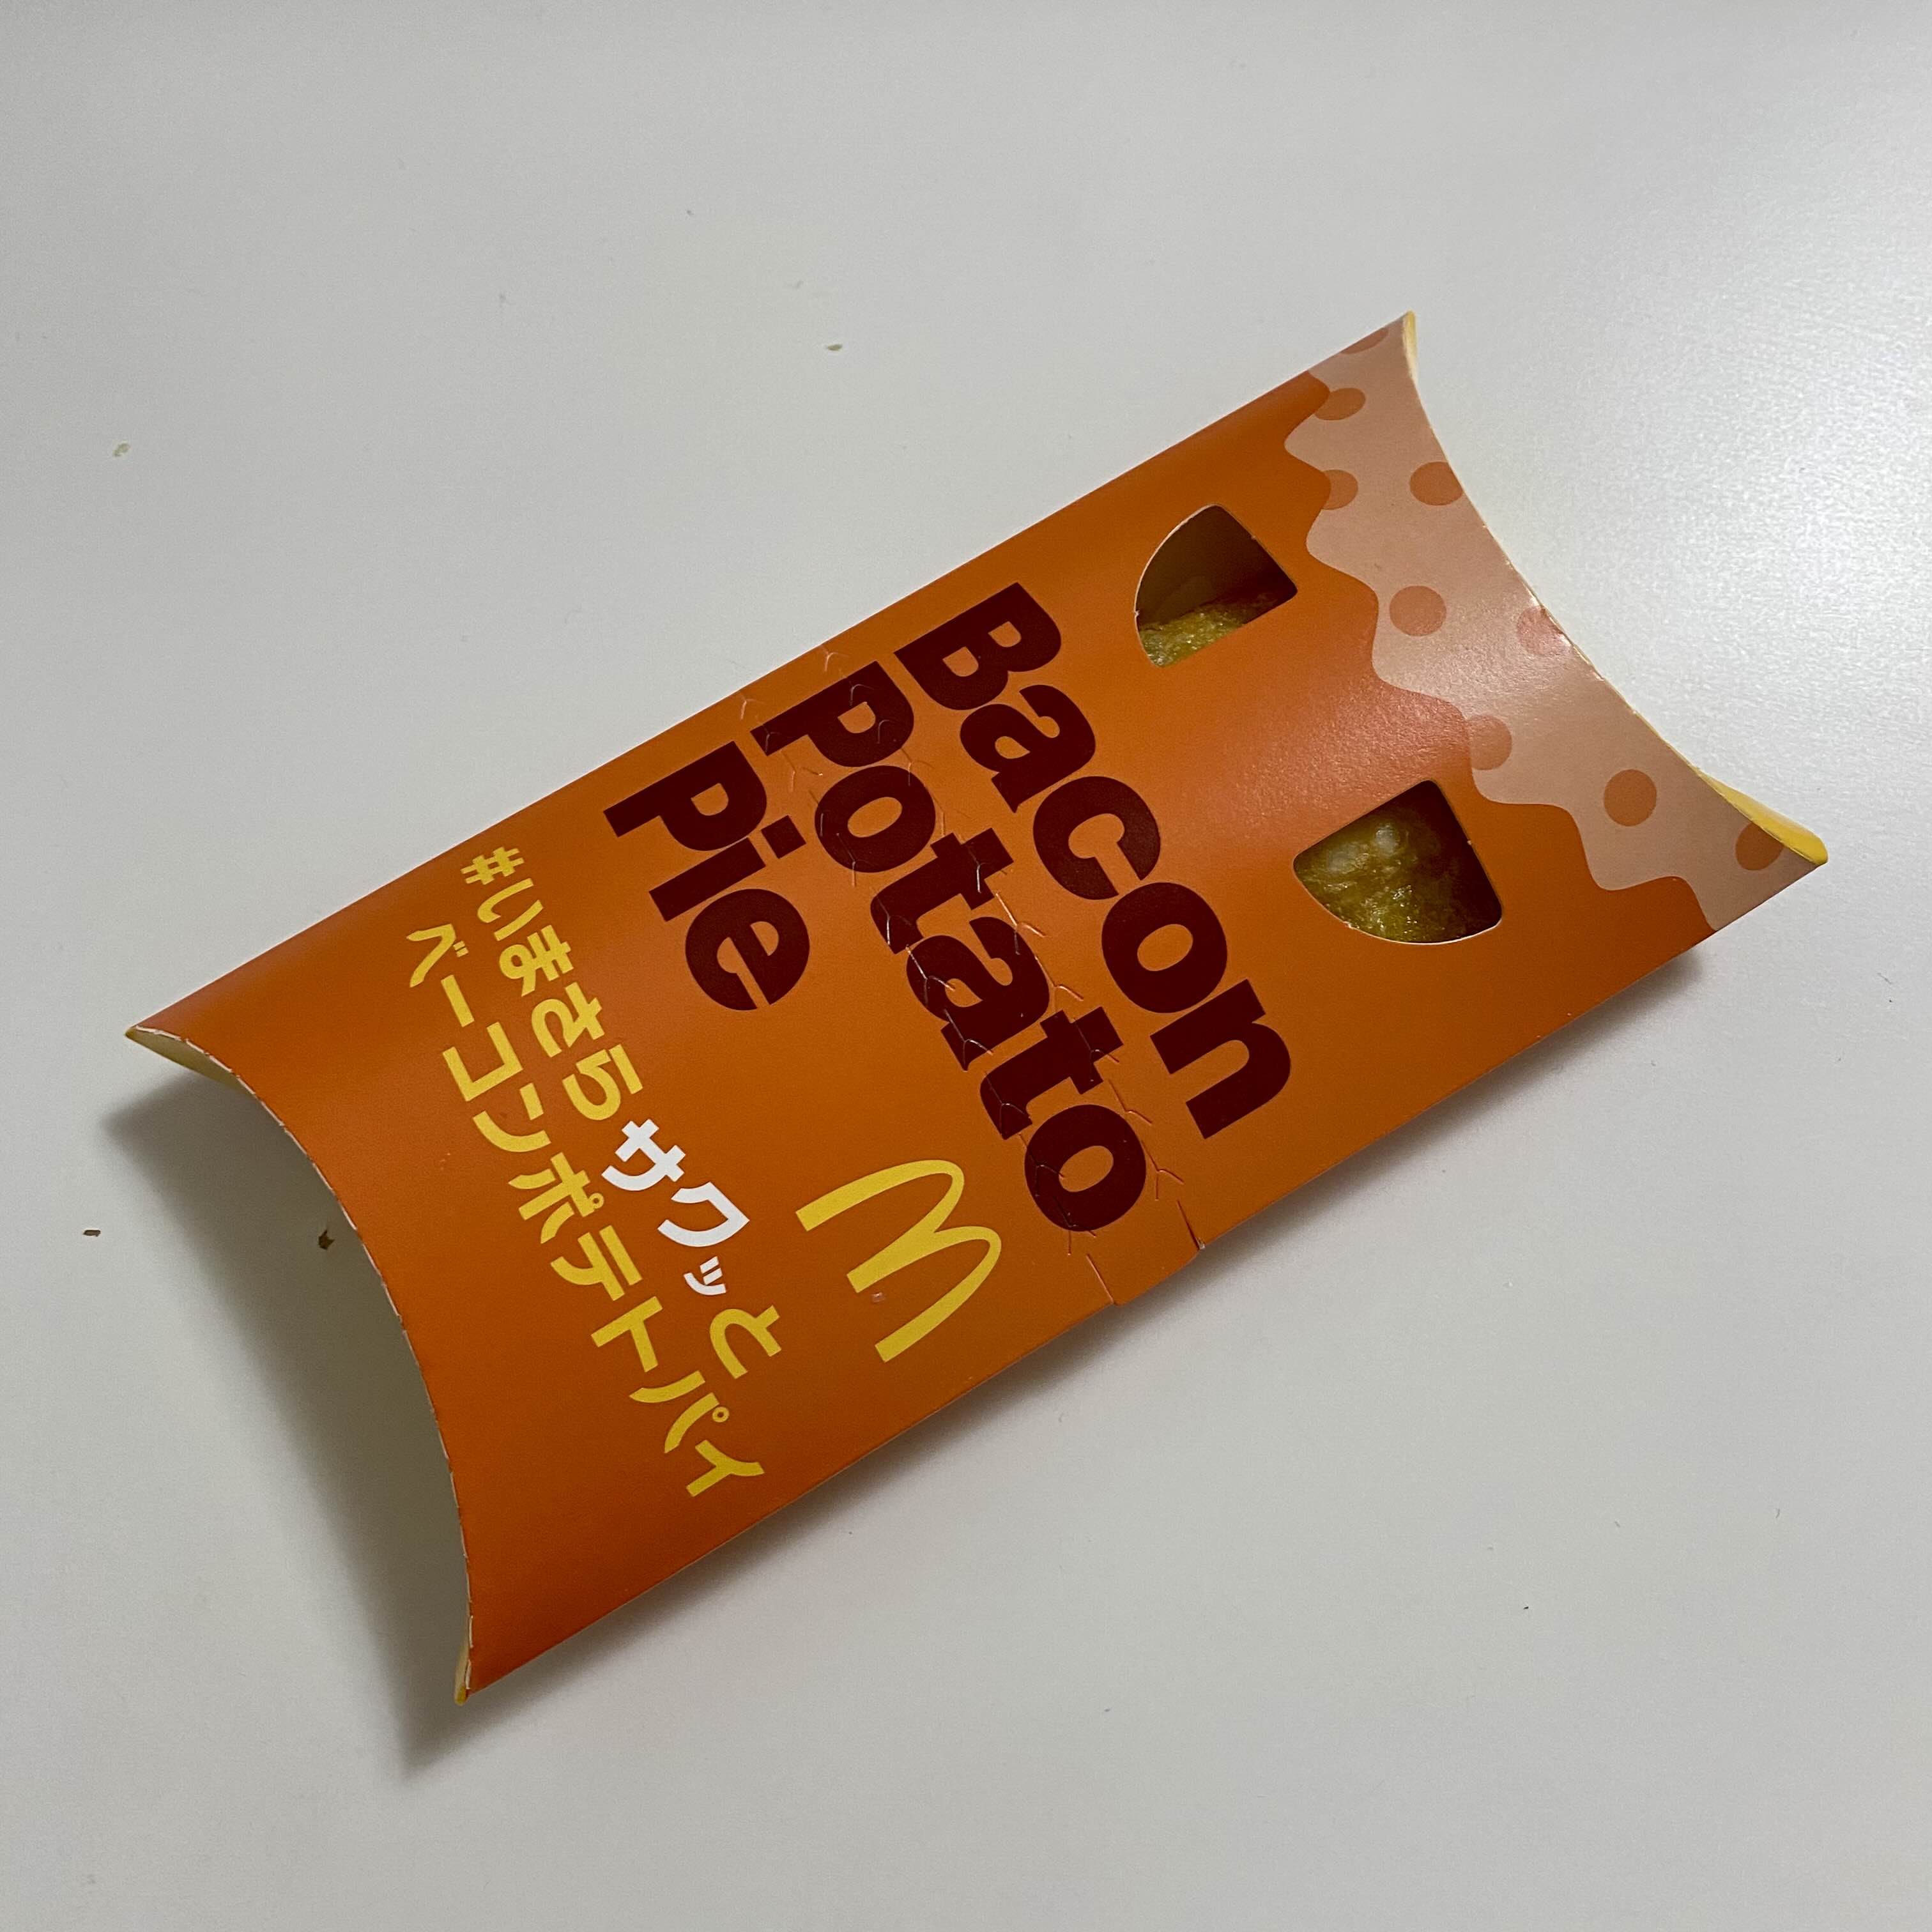 Bacon
Potato
Pie
#いまさらサクッと
ベーコンポテトパイ